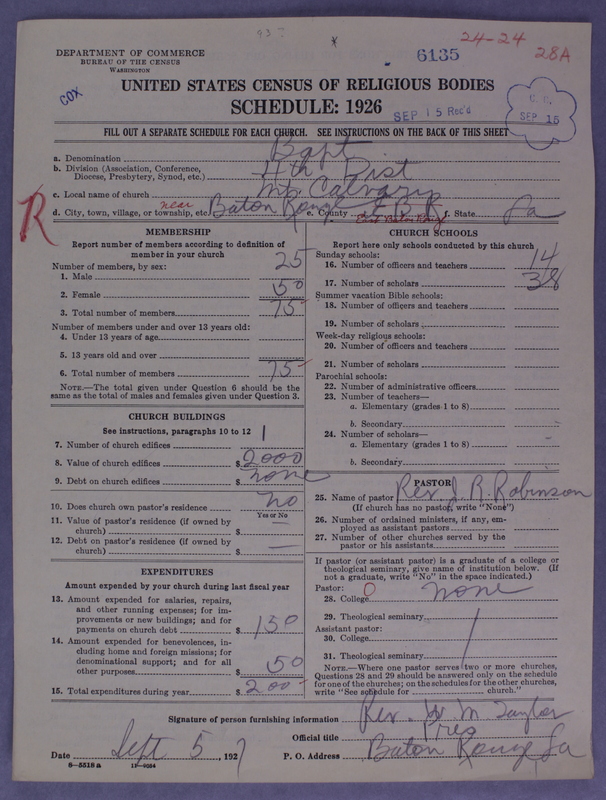 93
*
24-24
28A
6135
DEPARTMENT OF COMMERCE
BUREAU OF THE CENSUS
WASHINGTON
COX
UNITED STATES CENSUS OF RELIGIOUS BODIES
SCHEDULE: 1926
SEP 15 Rec'd
SEP 15
FILL OUT A SEPARATE SCHEDULE FOR EACH CHURCH. SEE INSTRUCTIONS ON THE BACK OF THIS SHEET
a. Denomination Bapt
b. Division (Association, Conference, Diocese, Presbytery, Synod, etc.) 4th Dist
c. Local name of church Mt. Calvary
R
d. City, town, village, or township, etc. near Baton Rouge e. County E. B. R. East Baton Rouge f. State La
MEMBERSHIP
Report number of members according to definition of member in your church
Number of members, by sex:
1. Male 25
2. Female 50
3. Total number of members 75
Number of members under and over 13 years old:
4. Under 13 years of age
5. 13 years old and over
6. Total number of members 75
NOTE.—The total given under Question 6 should be the same as the total of males and females given under Question 3.
CHURCH BUILDINGS
See instructions, paragraphs 10 to 12
7. Number of church edifices 1
8. Value of church edifices $2000
9. Debt on church edifices $ none
10. Does church own pastor's residence no
Yes or No
11. Value of pastor's residence (if owned by church) $ —
12. Debt on pastor's residence (if owned by church) $ —
EXPENDITURES
Amount expended by your church during last fiscal year
13. Amount expended for salaries, repairs, and other running expenses; for improvements or new buildings; and for payments on church debt $ 150
14. Amount expended for benevolences, including home and foreign missions; for denominational support; and for all other purposes $ 50
15. Total expenditures during year $ 200
CHURCH SCHOOLS
Report here only schools conducted by this church
Sunday schools:
16. Number of officers and teachers 14
17. Number of scholars 38
Summer vacation Bible schools:
18. Number of officers and teachers
19. Number of scholars
Week-day religious schools:
20. Number of officers and teachers
21. Number of scholars
Parochial schools:
22. Number of administrative officers
23. Number of teachers—
a. Elementary (grades 1 to 8)
b. Secondary
24. Number of scholars—
a. Elementary (grades 1 to 8)
b. Secondary
PASTOR
25. Name of pastor Rev. J. R. Robinson
(If church has no pastor, write "None")
26. Number of ordained ministers, if any, employed as assistant pastors
27. Number of other churches served by the pastor or his assistants
If pastor (or assistant pastor) is a graduate of a college or theological seminary, give name of institution below. (If not a graduate, write "No" in the space indicated.)
Pastor:
28. College 0 none
29. Theological seminary
Assistant pastor:
30. College
31. Theological seminary
NOTE.—Where one pastor serves two or more churches, Questions 28 and 29 should be answered only on the schedule for one of the churches; on the schedules for the other churches, write "See schedule for church."
Signature of person furnishing information Rev. W. M. Taylor
Official title Pres
Date Sept 5, 1927 P. O. Address Baton Rouge La
8—5518 a 11—9034